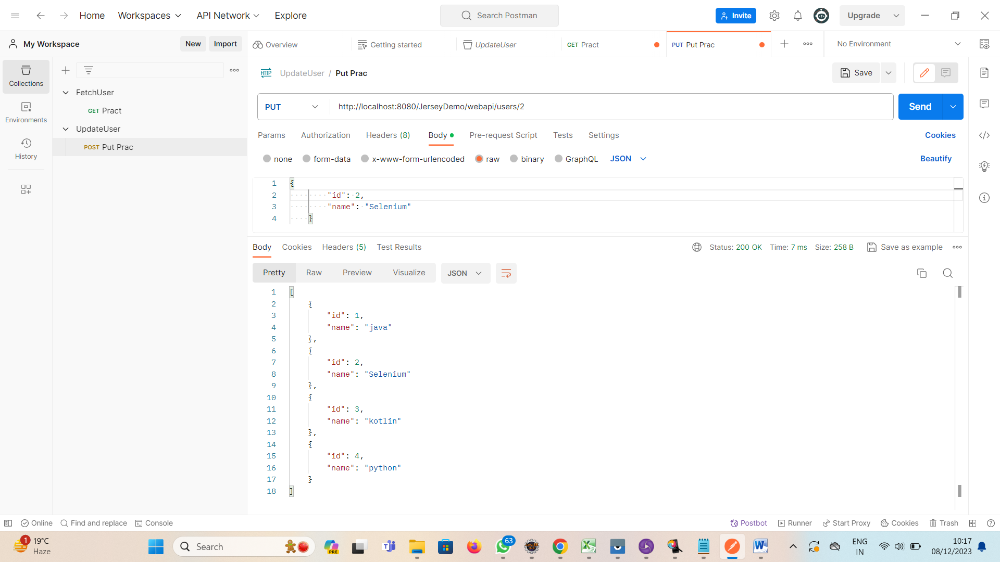 Home Workspaces API Network Explore Search Postman Invite Upgrade
My Workspace New Import Overview Getting started UpdateUser GET Pract PUT Put Prac No Environment
Collections
Environments
History
FetchUser
GET Pract
UpdateUser
POST Put Prac
HTTP UpdateUser / Put Prac Save
PUT http://localhost:8080/JerseyDemo/webapi/users/2 Send
Params Authorization Headers (8) Body Pre-request Script Tests Settings Cookies
none form-data x-www-form-urlencoded raw binary GraphQL JSON Beautify
1 {
2 "id": 2,
3 "name": "Selenium"
4 }
Body Cookies Headers (5) Test Results Status: 200 OK Time: 7 ms Size: 258 B Save as example
Pretty Raw Preview Visualize JSON
1 [
2 {
3 "id": 1,
4 "name": "java"
5 },
6 {
7 "id": 2,
8 "name": "Selenium"
9 },
10 {
11 "id": 3,
12 "name": "kotlin"
13 },
14 {
15 "id": 4,
16 "name": "python"
17 }
18 ]
Online Find and replace Console Postbot Runner Start Proxy Cookies Trash
1 19°C
Haze
Search PRE 63 ENG
IN
10:17
08/12/2023